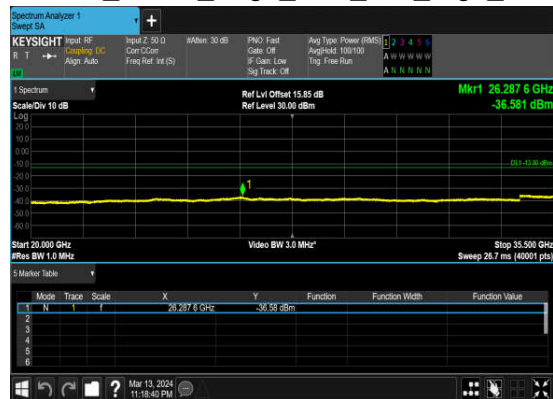 Spectrum Analyzer 1
Swept SA
+
KEYSIGHT Input: RF Input Z: 50 Ω #Atten: 30 dB PNO: Fast Avg Type: Power (RMS) 1 2 3 4 5 6
R T Coupling: DC Corr CCorr Gate: Off Avg|Hold: 100/100 A W W W W W
Align: Auto Freq Ref: Int (S) IF Gain: Low Trig: Free Run
Sig Track: Off A N N N N N
1 Spectrum Ref Lvl Offset 15.85 dB Mkr1 26.287 6 GHz
Scale/Div 10 dB Ref Level 30.00 dBm -36.581 dBm
Log
20.0
10.0
0.00
-10.0
DL1 -13.00 dBm
-20.0
-30.0
1
-40.0
-50.0
-60.0
Start 20.000 GHz Video BW 3.0 MHz* Stop 35.500 GHz
#Res BW 1.0 MHz Sweep 26.7 ms (40001 pts)
5 Marker Table
Mode Trace Scale X Y Function Function Width Function Value
1 N 1 f 26.287 6 GHz -36.58 dBm
2
3
4
5
6
? Mar 13, 2024
11:18:40 PM